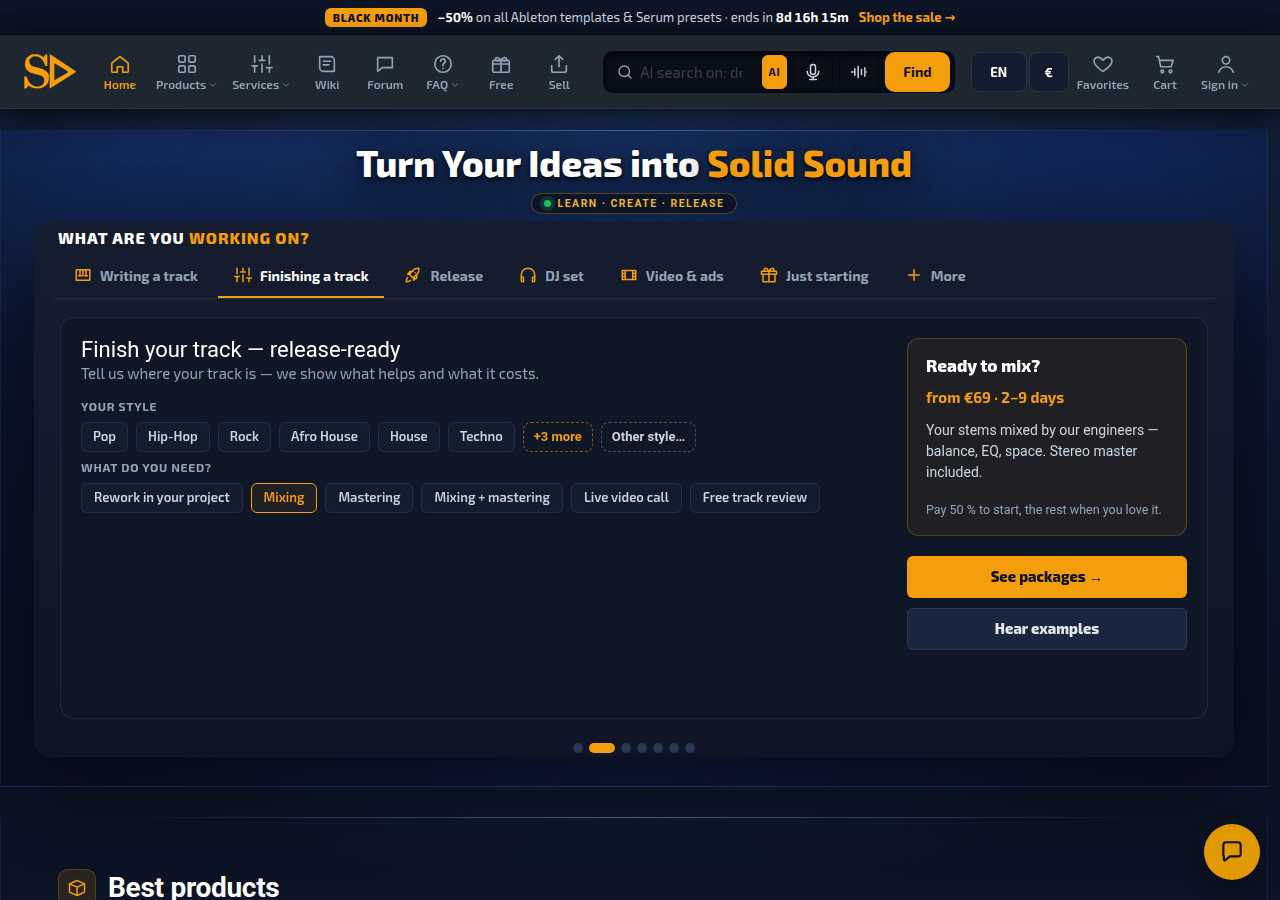 BLACK MONTH −50% on all Ableton templates & Serum presets · ends in 8d 16h 15m Shop the sale →
Home Products Services Wiki Forum FAQ Free Sell AI search on: dr AI Find EN € Favorites Cart Sign in
Turn Your Ideas into Solid Sound
LEARN · CREATE · RELEASE
WHAT ARE YOU WORKING ON?
Writing a track Finishing a track Release DJ set Video & ads Just starting More
Finish your track — release-ready
Tell us where your track is — we show what helps and what it costs.
YOUR STYLE
Pop Hip-Hop Rock Afro House House Techno +3 more Other style...
WHAT DO YOU NEED?
Rework in your project Mixing Mastering Mixing + mastering Live video call Free track review
Ready to mix?
from €69 · 2–9 days
Your stems mixed by our engineers —
balance, EQ, space. Stereo master
included.
Pay 50 % to start, the rest when you love it.
See packages →
Hear examples
Best products